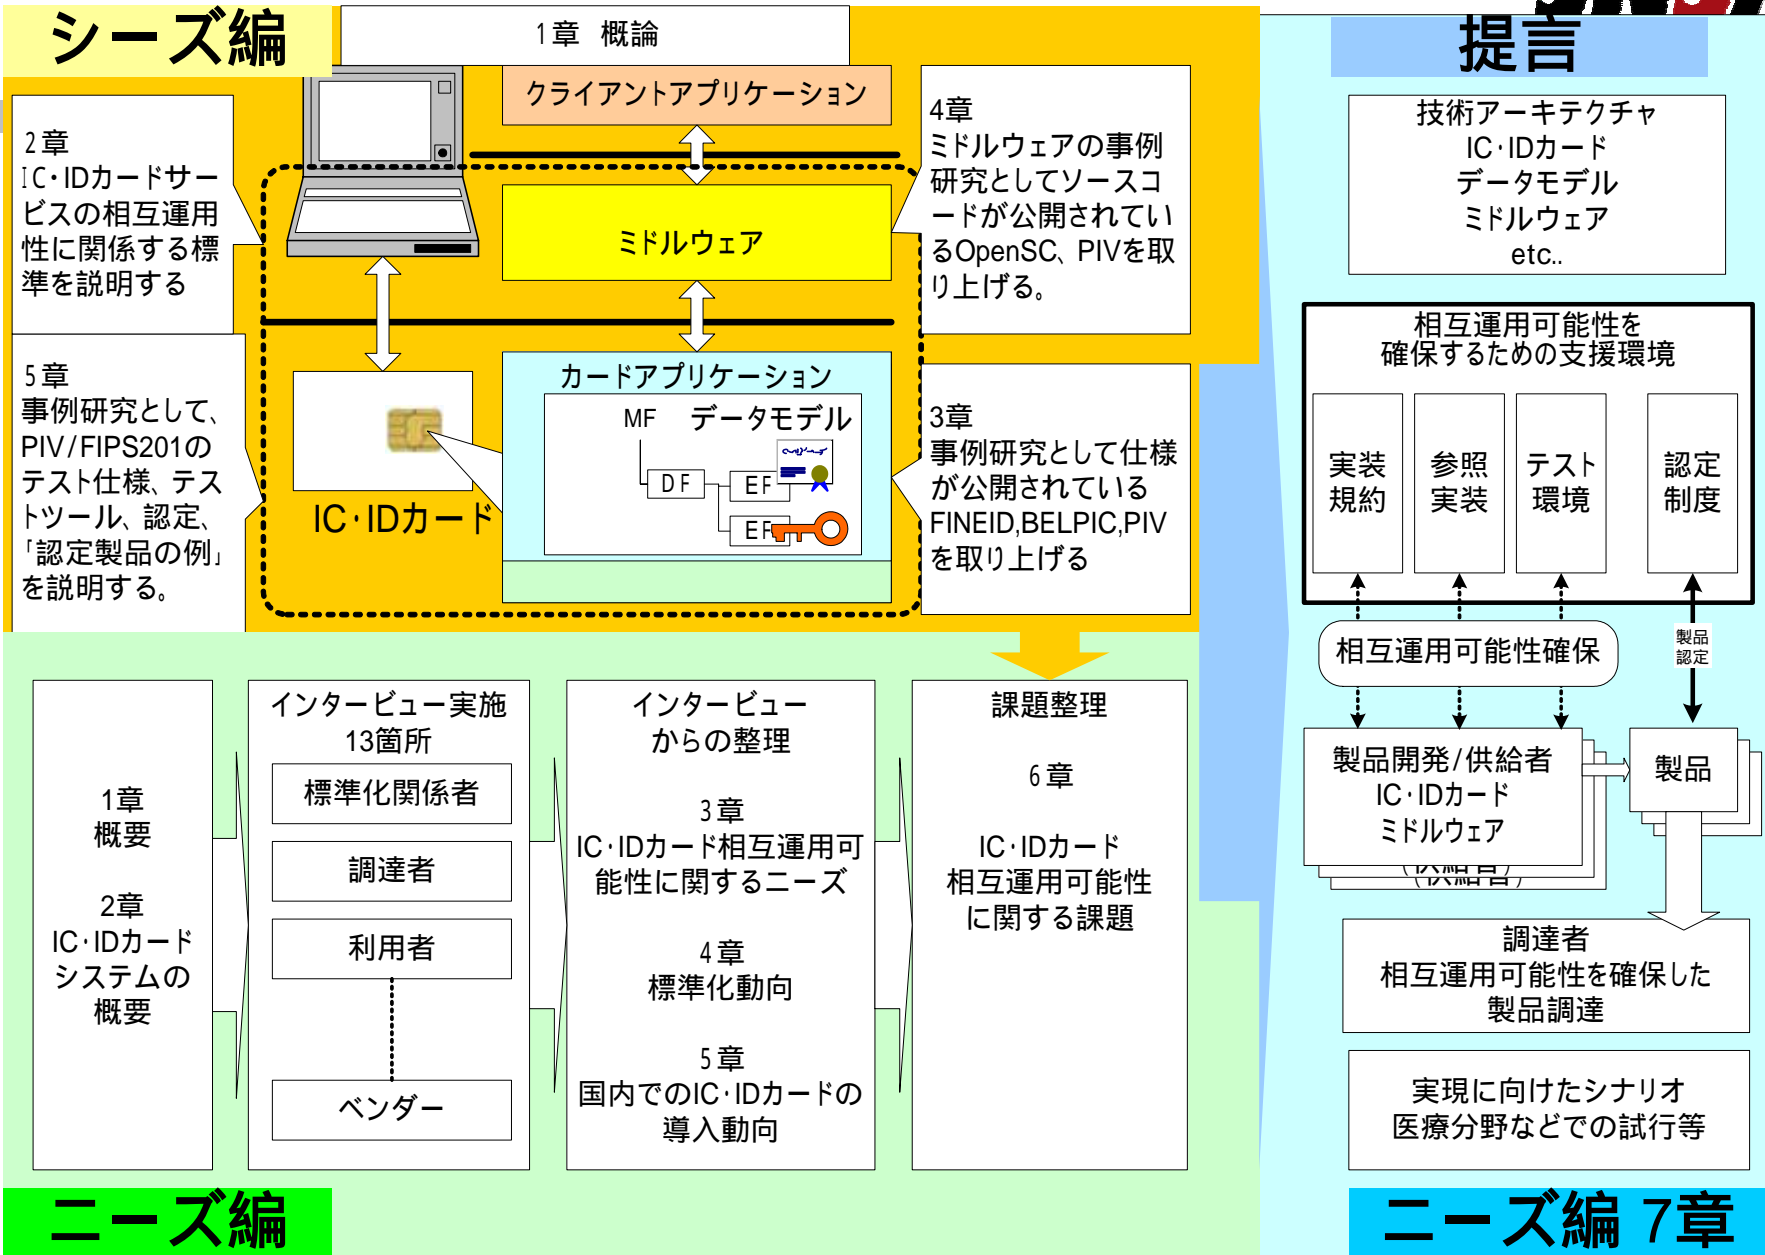 シーズ編
1章 概論
クライアントアプリケーション
2章
IC・IDカードサー
ビスの相互運用
性に関係する標
準を説明する
ミドルウェア
4章
ミドルウェアの事例
研究としてソースコ
ードが公開されてい
るOpenSC、PIVを取
り上げる。
5章
事例研究として、
PIV/FIPS201の
テスト仕様、テス
トツール、認定、
「認定製品の例」
を説明する。
IC・IDカード
カードアプリケーション
MF データモデル
DF
EF
EF
3章
事例研究として仕様
が公開されている
FINEID,BELPIC,PIV
を取り上げる
1章
概要
2章
IC・IDカード
システムの
概要
インタービュー実施
13箇所
標準化関係者
調達者
利用者
ベンダー
インタービュー
からの整理
3章
IC・IDカード相互運用可
能性に関するニーズ
4章
標準化動向
5章
国内でのIC・IDカードの
導入動向
課題整理
6章
IC・IDカード
相互運用可能性
に関する課題
ニーズ編
提言
技術アーキテクチャ
IC・IDカード
データモデル
ミドルウェア
etc..
相互運用可能性を
確保するための支援環境
実装
規約
参照
実装
テスト
環境
認定
制度
相互運用可能性確保
製品
認定
製品開発/供給者
IC・IDカード
ミドルウェア
(供給者)
製品
調達者
相互運用可能性を確保した
製品調達
実現に向けたシナリオ
医療分野などでの試行等
ニーズ編 7章